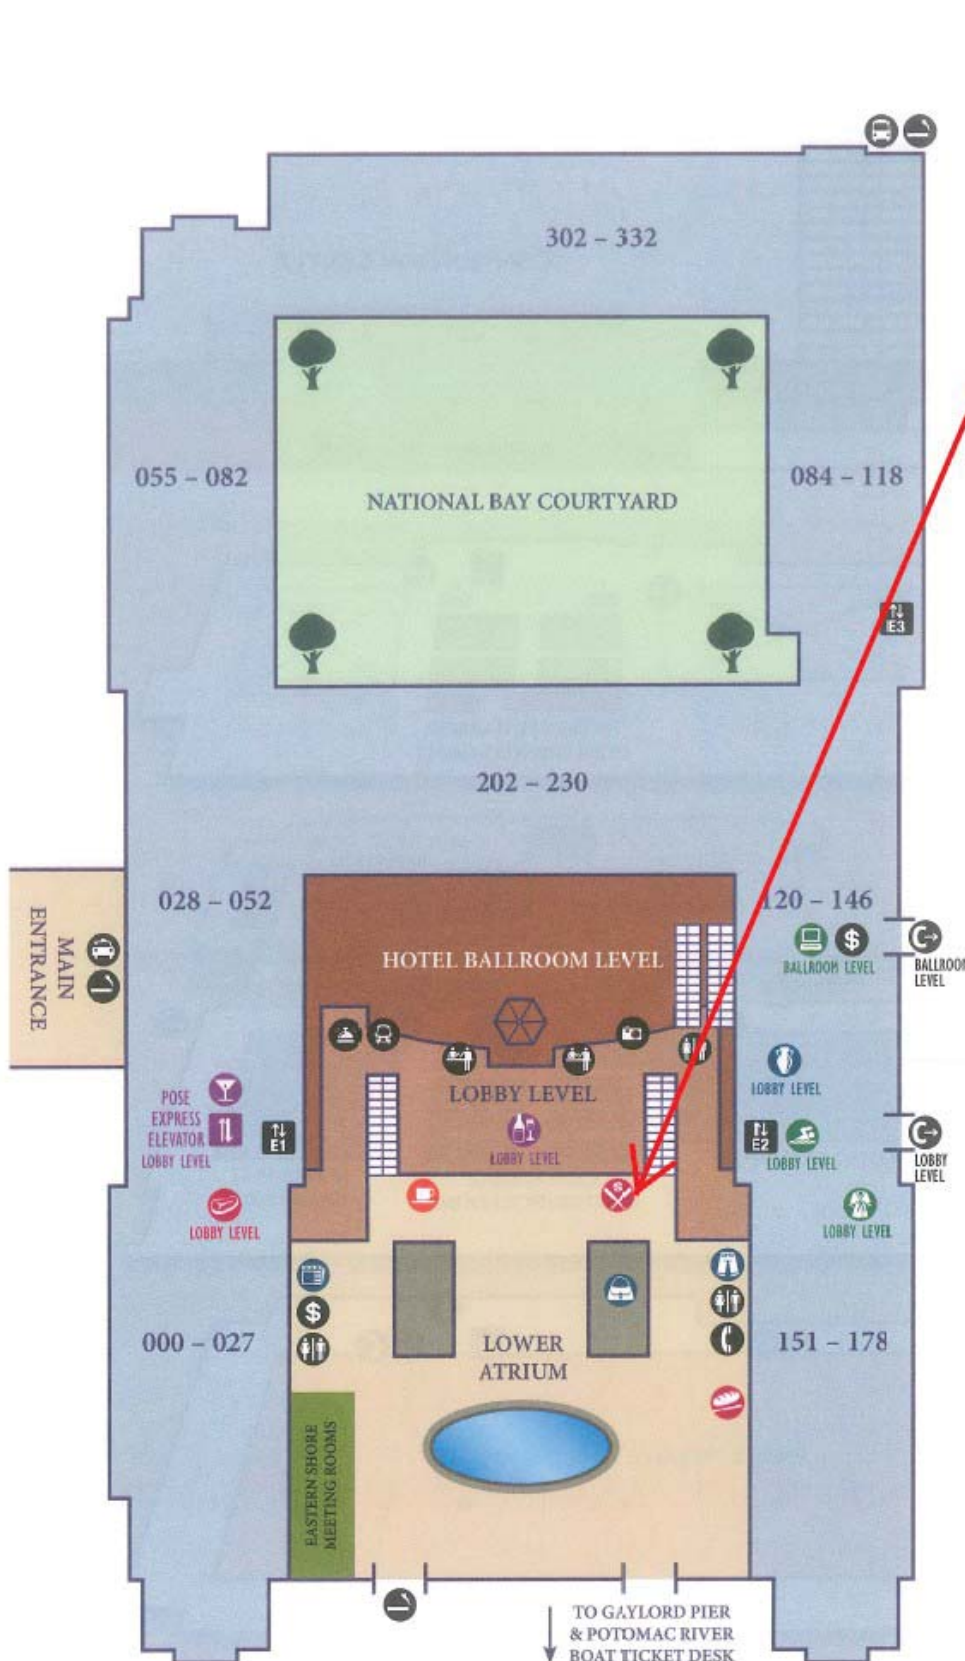 302 – 332
055 – 082
084 – 118
NATIONAL BAY COURTYARD
E3
202 – 230
028 – 052
120 – 146
MAIN
ENTRANCE
HOTEL BALLROOM LEVEL
$
BALLROOM LEVEL
BALLROOM
LEVEL
LOBBY LEVEL
LOBBY LEVEL
POSE
EXPRESS
ELEVATOR
LOBBY LEVEL
E1
LOBBY LEVEL
E2
LOBBY LEVEL
LOBBY
LEVEL
LOBBY LEVEL
S
LOBBY LEVEL
$
000 – 027
LOWER
ATRIUM
151 – 178
EASTERN SHORE
MEETING ROOMS
TO GAYLORD PIER
& POTOMAC RIVER
BOAT TICKET DESK